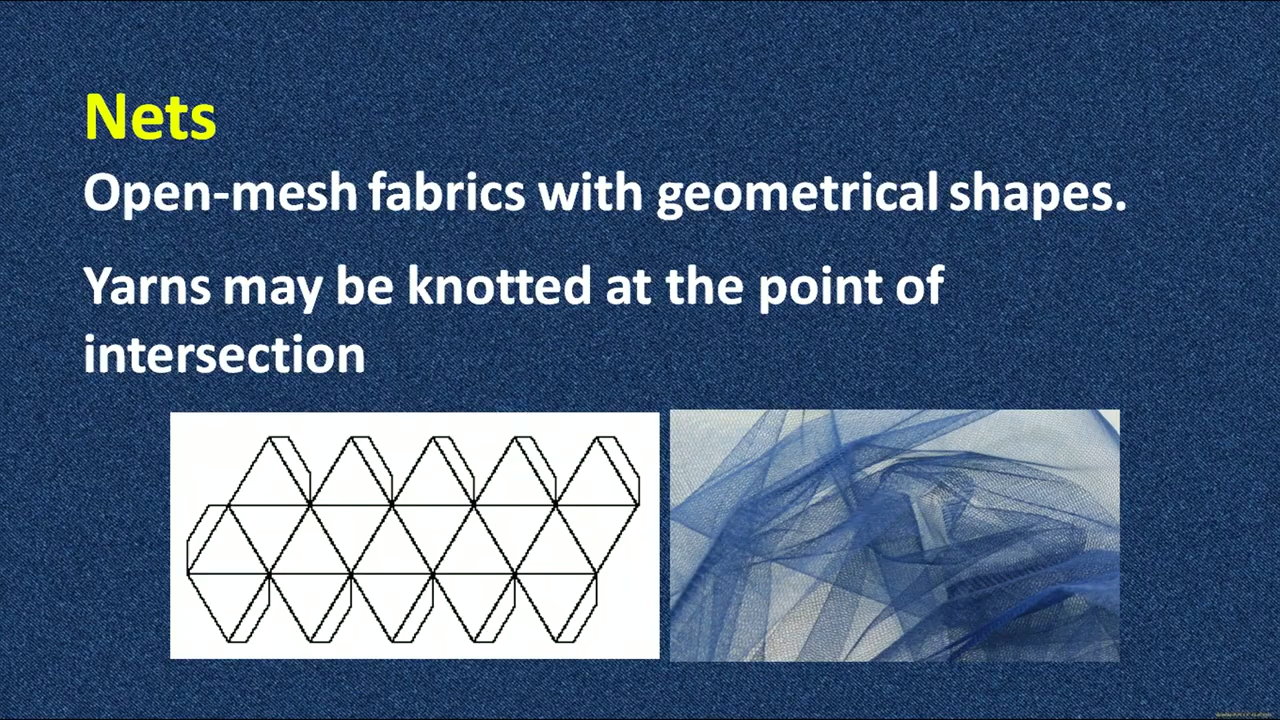 Nets
Open-mesh fabrics with geometrical shapes.
Yarns may be knotted at the point of
intersection